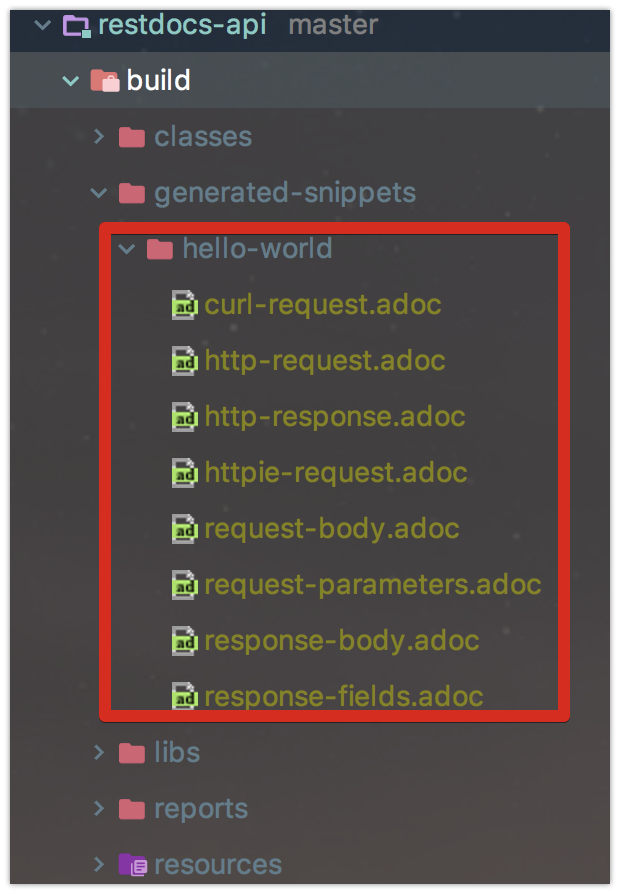 restdocs-api master
build
classes
generated-snippets
hello-world
curl-request.adoc
http-request.adoc
http-response.adoc
httpie-request.adoc
request-body.adoc
request-parameters.adoc
response-body.adoc
response-fields.adoc
libs
reports
resources